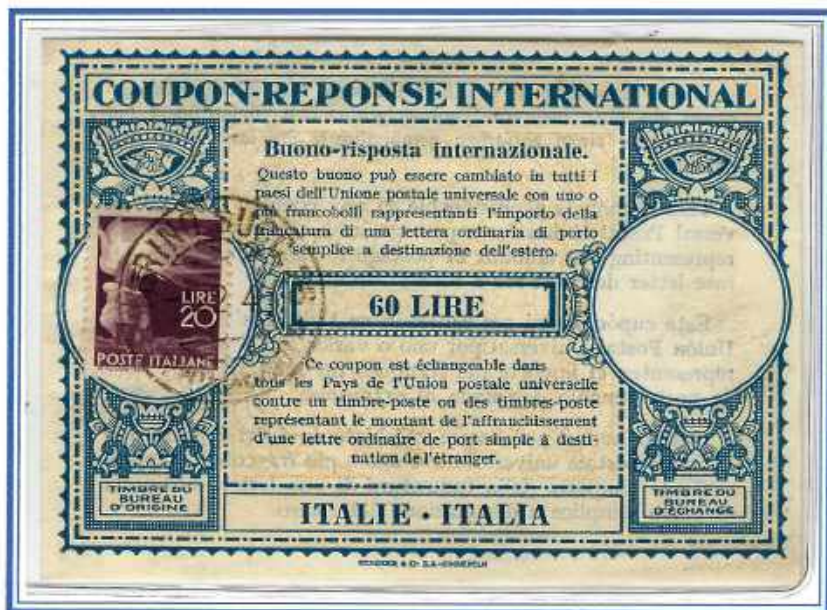 COUPON-REPONSE INTERNATIONAL
Buono-risposta internazionale.
Questo buono può essere cambiato in tutti i
paesi dell'Unione postale universale con uno o
più francobolli rappresentanti l'importo della
francatura di una lettera ordinaria di porto
semplice a destinazione dell'estero.
LIRE
20
POSTE ITALIANE
60 LIRE
Ce coupon est échangeable dans
tous les Pays de l'Union postale universelle
contre un timbre-poste ou des timbres-poste
représentant le montant de l'affranchissement
d'une lettre ordinaire de port simple à desti-
nation de l'étranger.
TIMBRE DU
BUREAU
D'ORIGINE
TIMBRE DU
BUREAU
D'ÉCHANGE
ITALIE · ITALIA